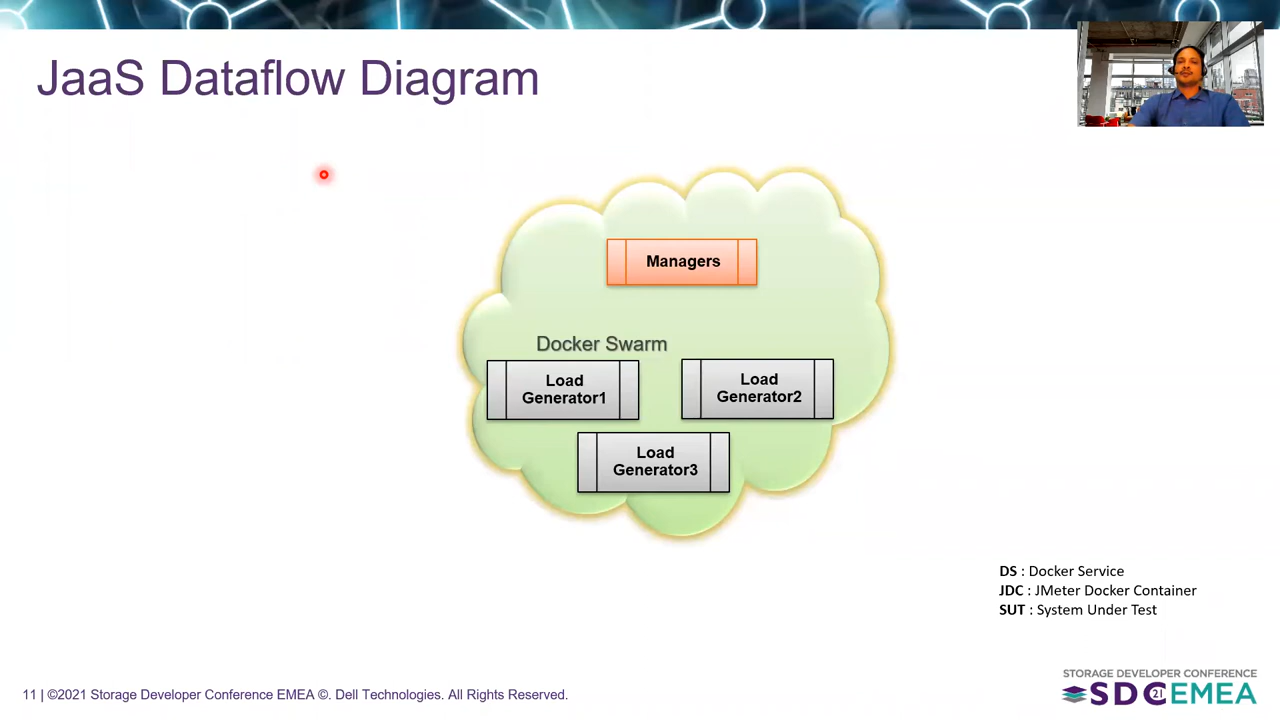 JaaS Dataflow Diagram
Managers
Docker Swarm
Load
Generator1
Load
Generator2
Load
Generator3
DS : Docker Service
JDC : JMeter Docker Container
SUT : System Under Test
11 | ©2021 Storage Developer Conference EMEA ©. Dell Technologies. All Rights Reserved.
STORAGE DEVELOPER CONFERENCE
SDC 21 EMEA